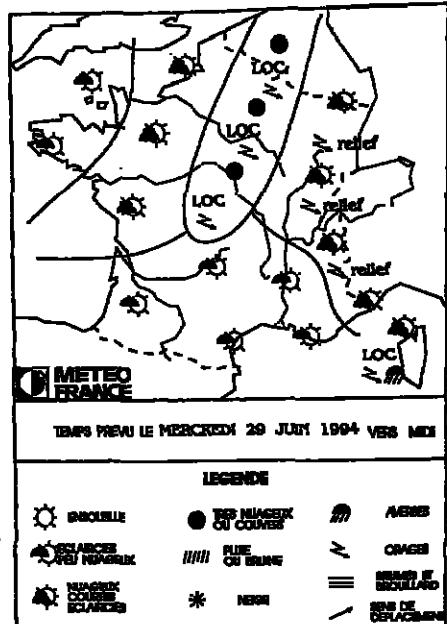 LOC
LOC
relief
LOC
relief
relief
LOC
METEO
FRANCE
TEMPS PREVU LE MERCREDI 29 JUIN 1994 VERS MIDI
LEGENDE
ENSOLEILLE
TRES NUAGEUX
OU COUVERT
AVERSES
ECLAIRCIES
PEU NUAGEUX
PLUIE
OU BRUINE
ORAGES
NUAGEUX
COURTES
ECLAIRCIES
NEIGE
BRUMES ET
BROUILLARD
SENS DE
DEPLACEMENT